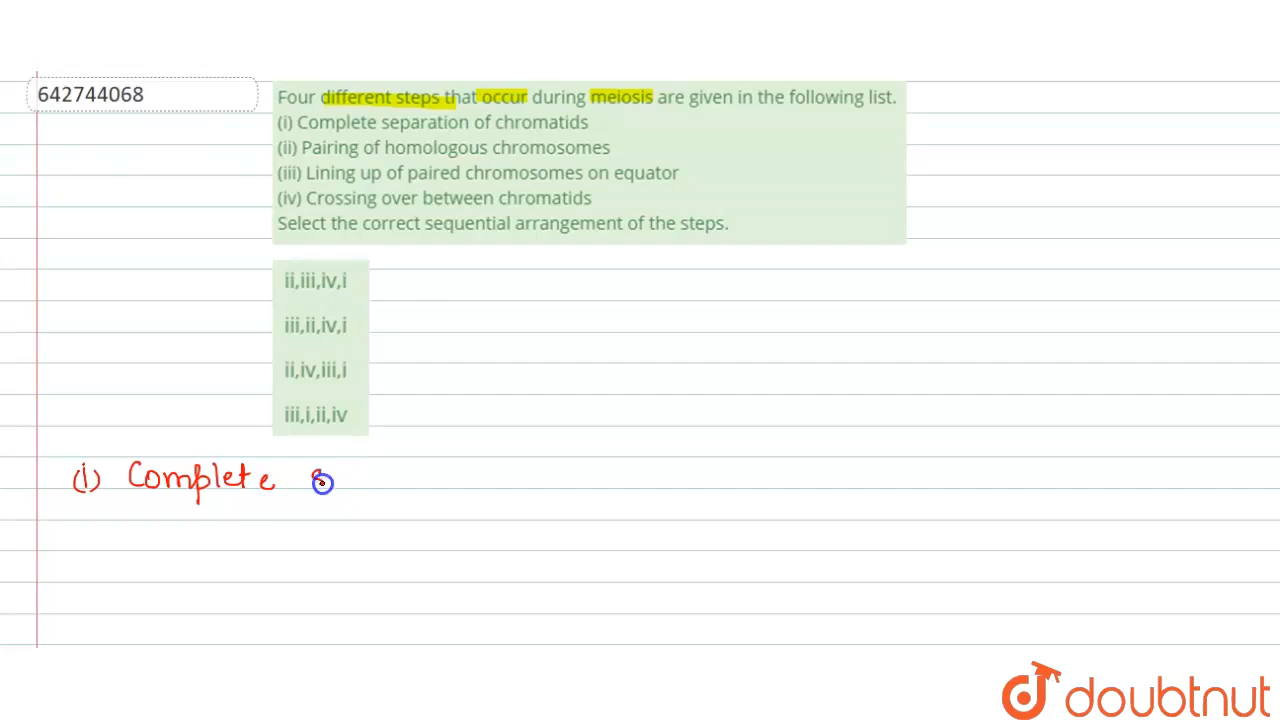 642744068
Four different steps that occur during meiosis are given in the following list.
(i) Complete separation of chromatids
(ii) Pairing of homologous chromosomes
(iii) Lining up of paired chromosomes on equator
(iv) Crossing over between chromatids
Select the correct sequential arrangement of the steps.
ii,iii,iv,i
iii,ii,iv,i
ii,iv,iii,i
iii,i,ii,iv
(i) Complete s
doubtnut